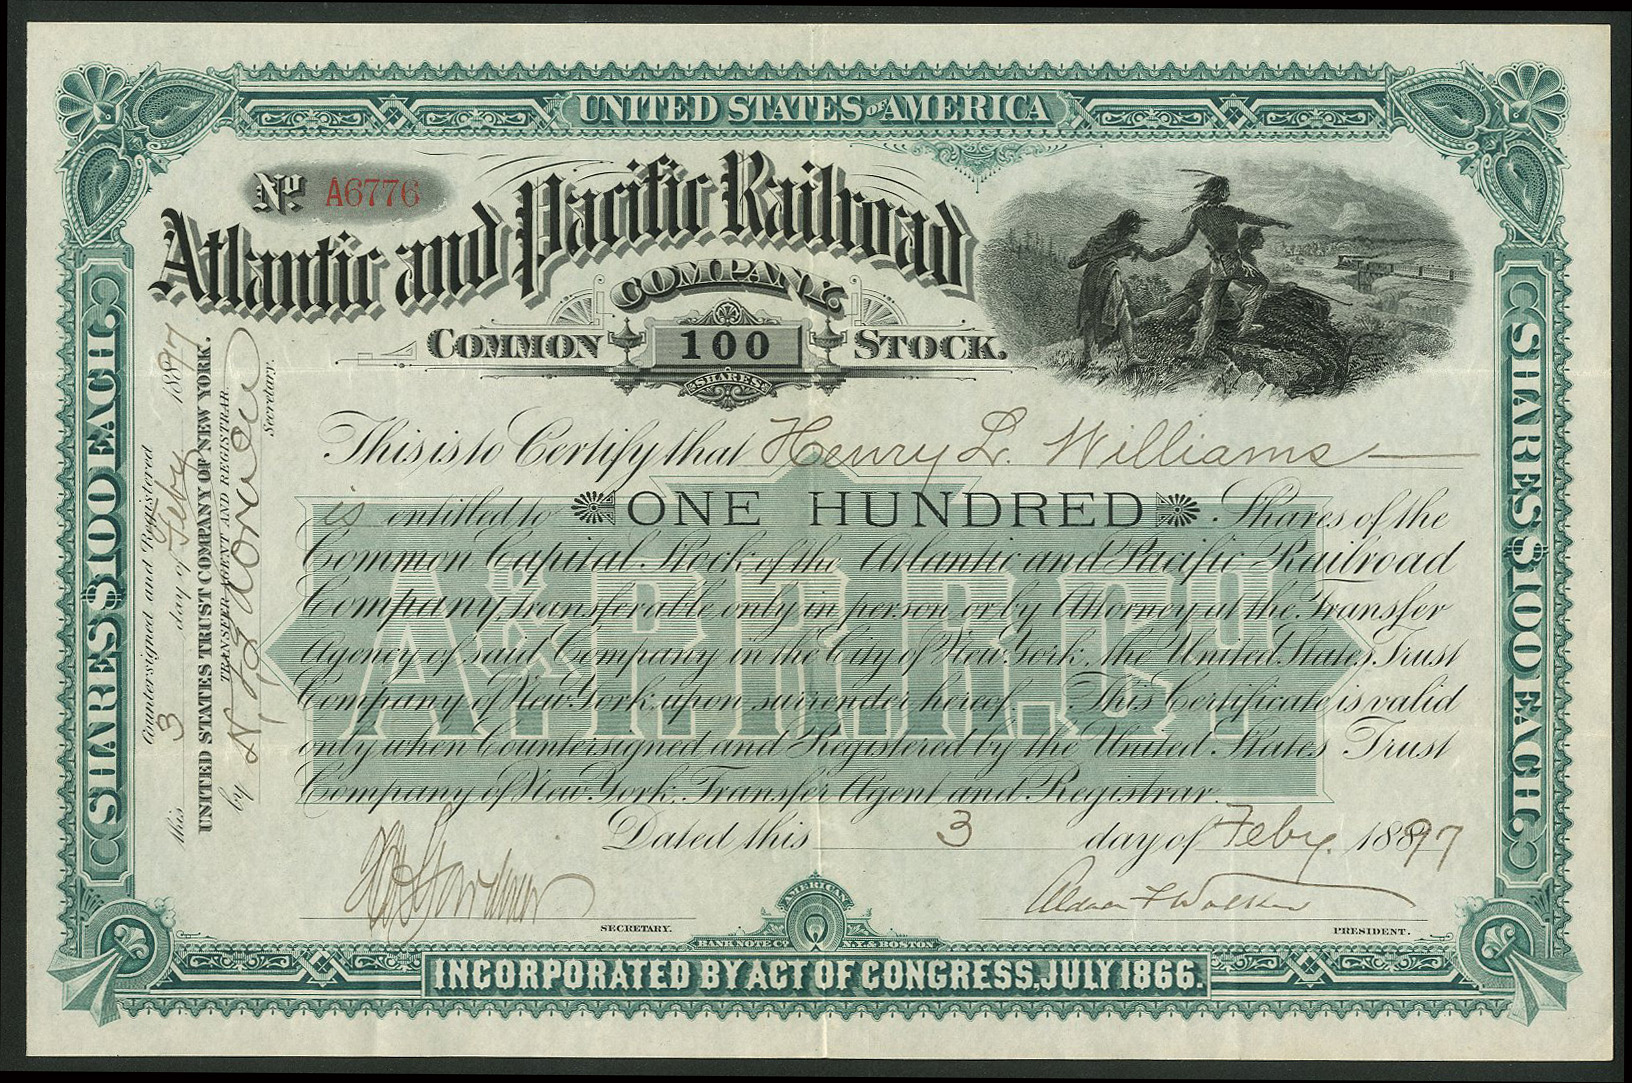 UNITED STATES OF AMERICA
No. A6776
Atlantic and Pacific Railroad
COMPANY
COMMON 100 STOCK.
SHARES
This is to Certify that Henry L. Williams
is entitled to ONE HUNDRED Shares of the
Common Capital Stock of the Atlantic and Pacific Railroad
Company, transferable only in person or by Attorney at the Transfer
Agency of said Company in the City of New York, the United States Trust
Company of New York, upon surrender hereof. This Certificate is valid
only when Countersigned and Registered by the United States Trust
Company of New York, Transfer Agent and Registrar.
A. & P. R.R. Co.
Dated this 3 day of Feby. 1897
SECRETARY.
Aldace F Walker
PRESIDENT.
AMERICAN
BANK NOTE CO. N.Y. & BOSTON
INCORPORATED BY ACT OF CONGRESS, JULY 1866.
SHARES $100 EACH
SHARES $100 EACH
Countersigned and Registered
this 3 day of Feby 1897
UNITED STATES TRUST COMPANY OF NEW YORK.
TRANSFER AGENT AND REGISTRAR
by
Secretary.